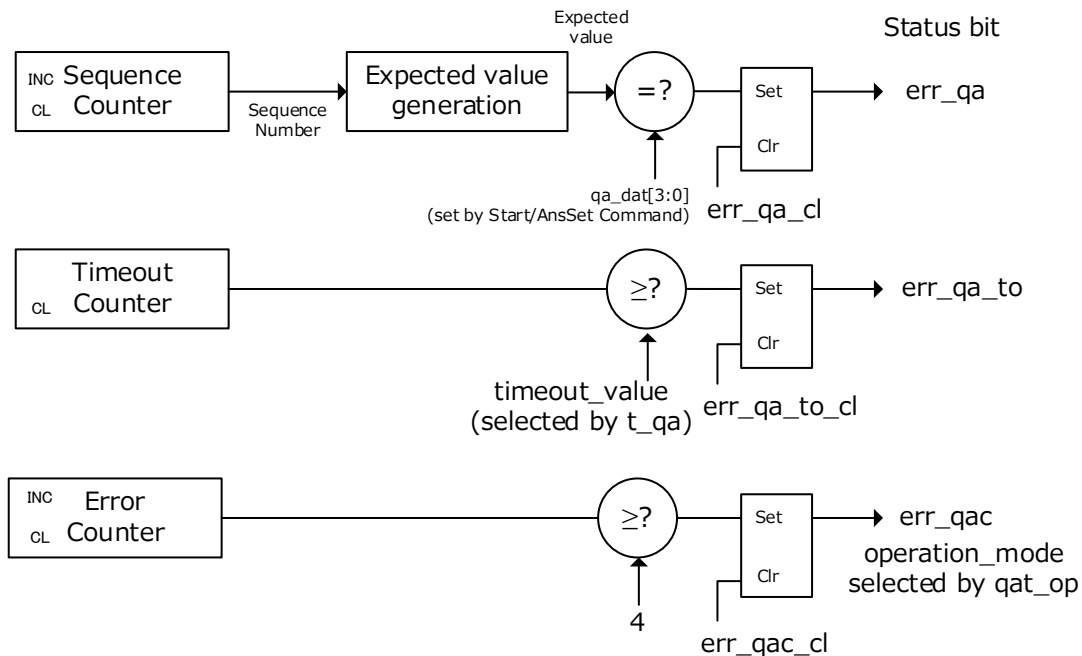 Expected
value
Status bit
INC Sequence
CL Counter
Sequence
Number
Expected value
generation
=?
qa_dat[3:0]
(set by Start/AnsSet Command)
Set
Clr
err_qa_cl
err_qa
Timeout
CL Counter
≥?
timeout_value
(selected by t_qa)
Set
Clr
err_qa_to_cl
err_qa_to
INC Error
CL Counter
≥?
4
Set
Clr
err_qac_cl
err_qac
operation_mode
selected by qat_op